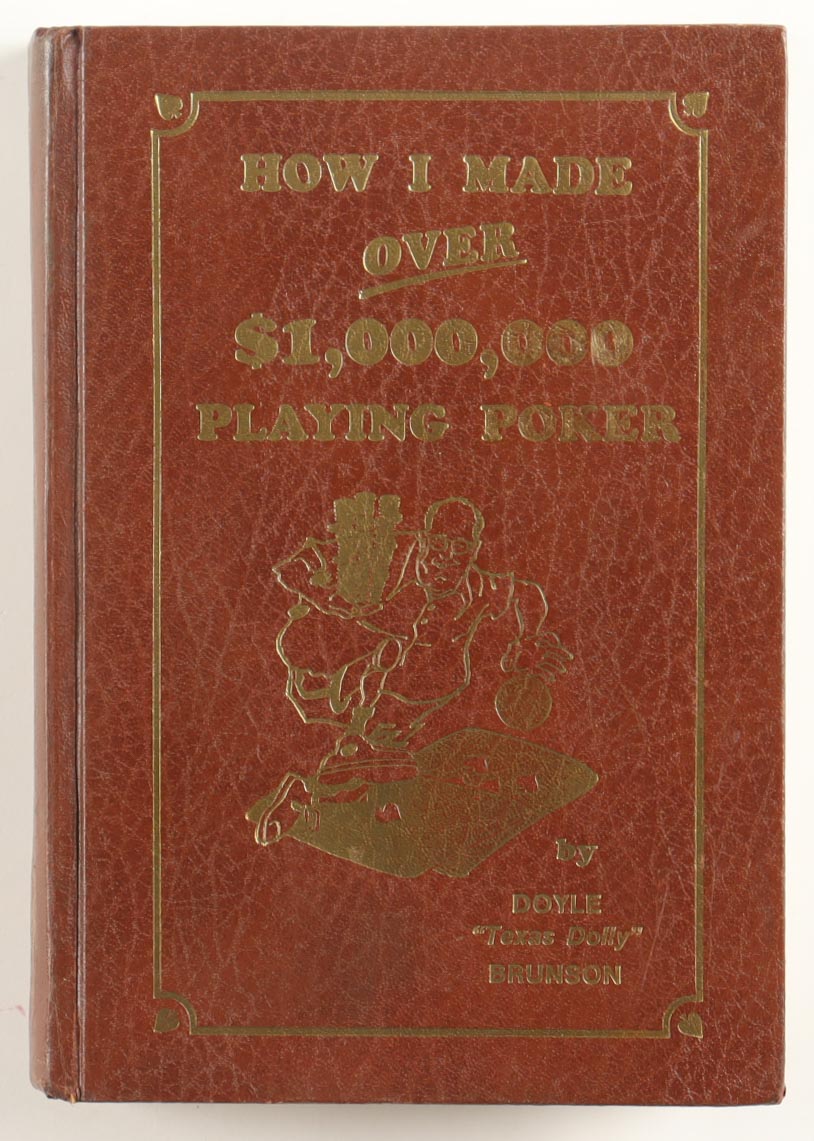 HOW I MADE
OVER
$1,000,000
PLAYING POKER
by
DOYLE
"Texas Dolly"
BRUNSON